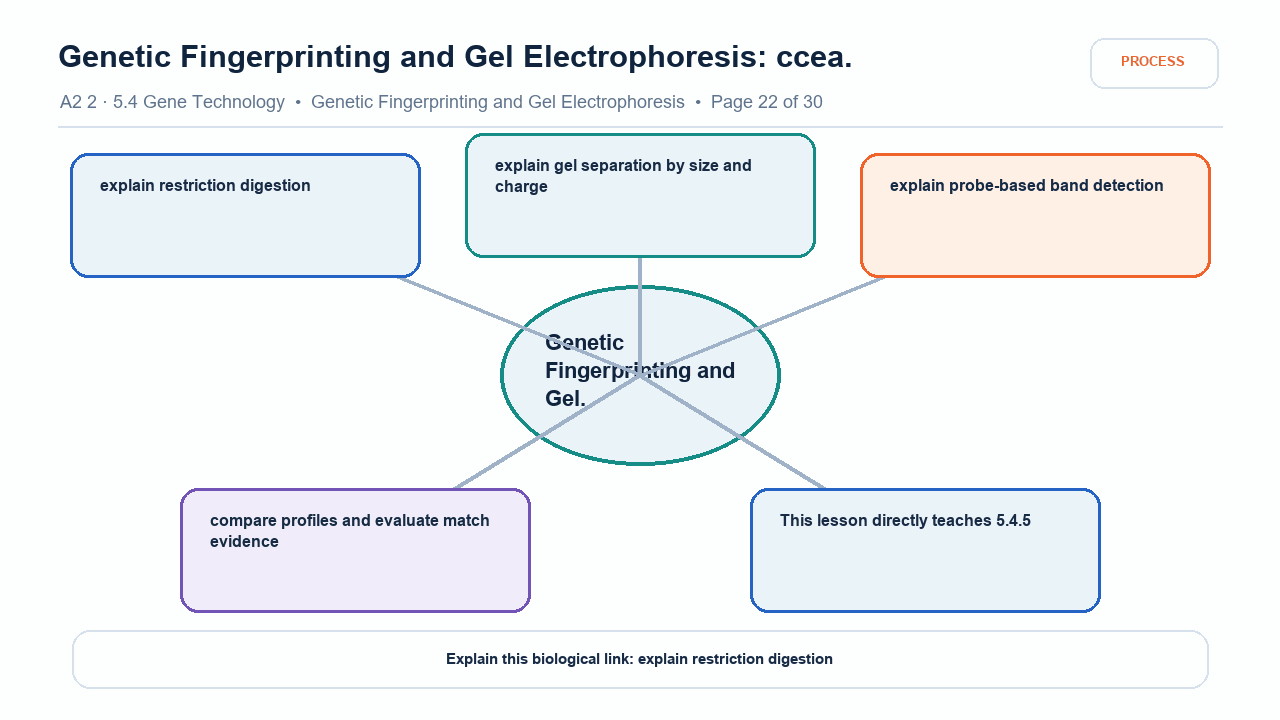 Genetic Fingerprinting and Gel Electrophoresis: ccea.
PROCESS
A2 2 · 5.4 Gene Technology • Genetic Fingerprinting and Gel Electrophoresis • Page 22 of 30
explain restriction digestion
explain gel separation by size and
charge
explain probe-based band detection
Genetic
Fingerprinting and
Gel.
compare profiles and evaluate match
evidence
This lesson directly teaches 5.4.5
Explain this biological link: explain restriction digestion